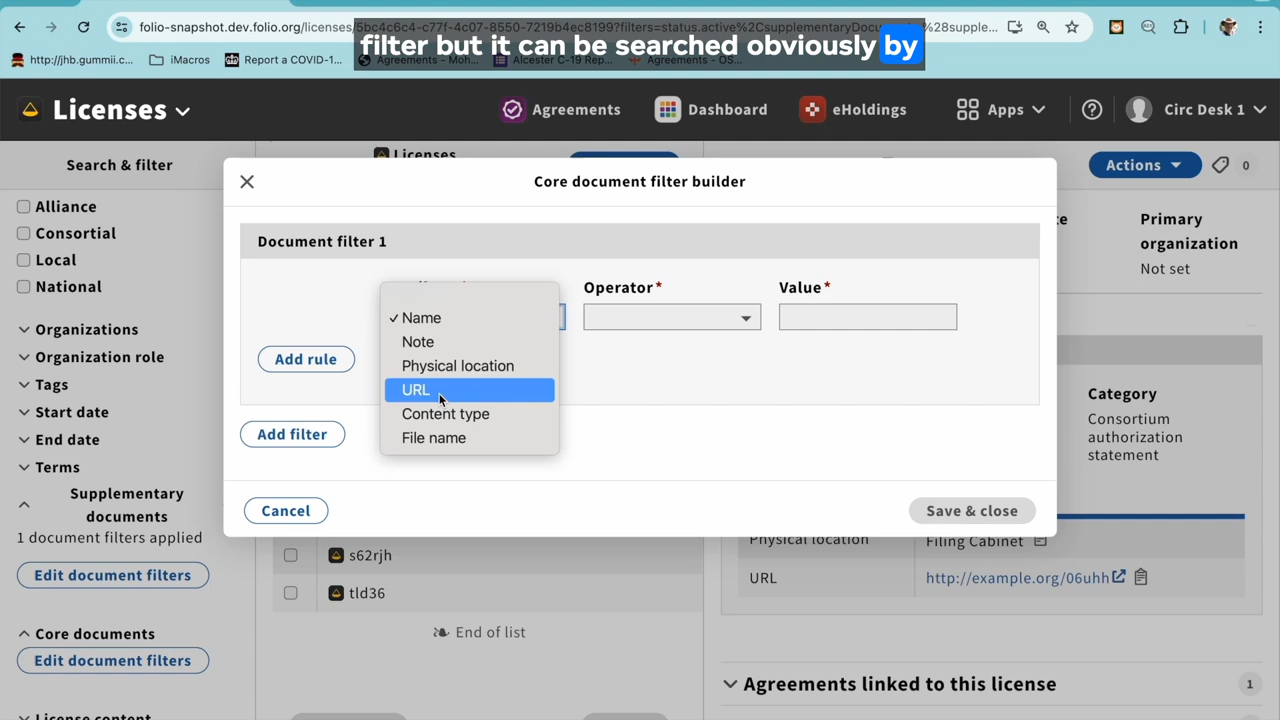 folio-snapshot.dev.folio.org/licenses/5bc4c6c4-c77f-4c07-8550-7219b4ec8199?filters=status.active%2CsupplementaryDocu
%28supple...
filter but it can be searched obviously by
http://jhb.gummii.c...
iMacros
Report a COVID-1...
Agreements - Moh...
Alcester C-19 Rep...
Agreements - OS...
Licenses
Agreements
Dashboard
eHoldings
Apps
Circ Desk 1
Search & filter
Licenses
Actions
0
Alliance
Consortial
Local
National
Organizations
Organization role
Tags
Start date
End date
Terms
Supplementary
documents
1 document filters applied
Edit document filters
Core documents
Edit document filters
License content
Core document filter builder
Document filter 1
Operator*
Value*
Name
Note
Physical location
URL
Content type
File name
Add rule
Add filter
Cancel
Save & close
s62rjh
tld36
End of list
Primary
organization
Not set
Category
Consortium
authorization
statement
Physical location
Filing Cabinet
URL
http://example.org/06uhh
Agreements linked to this license
1